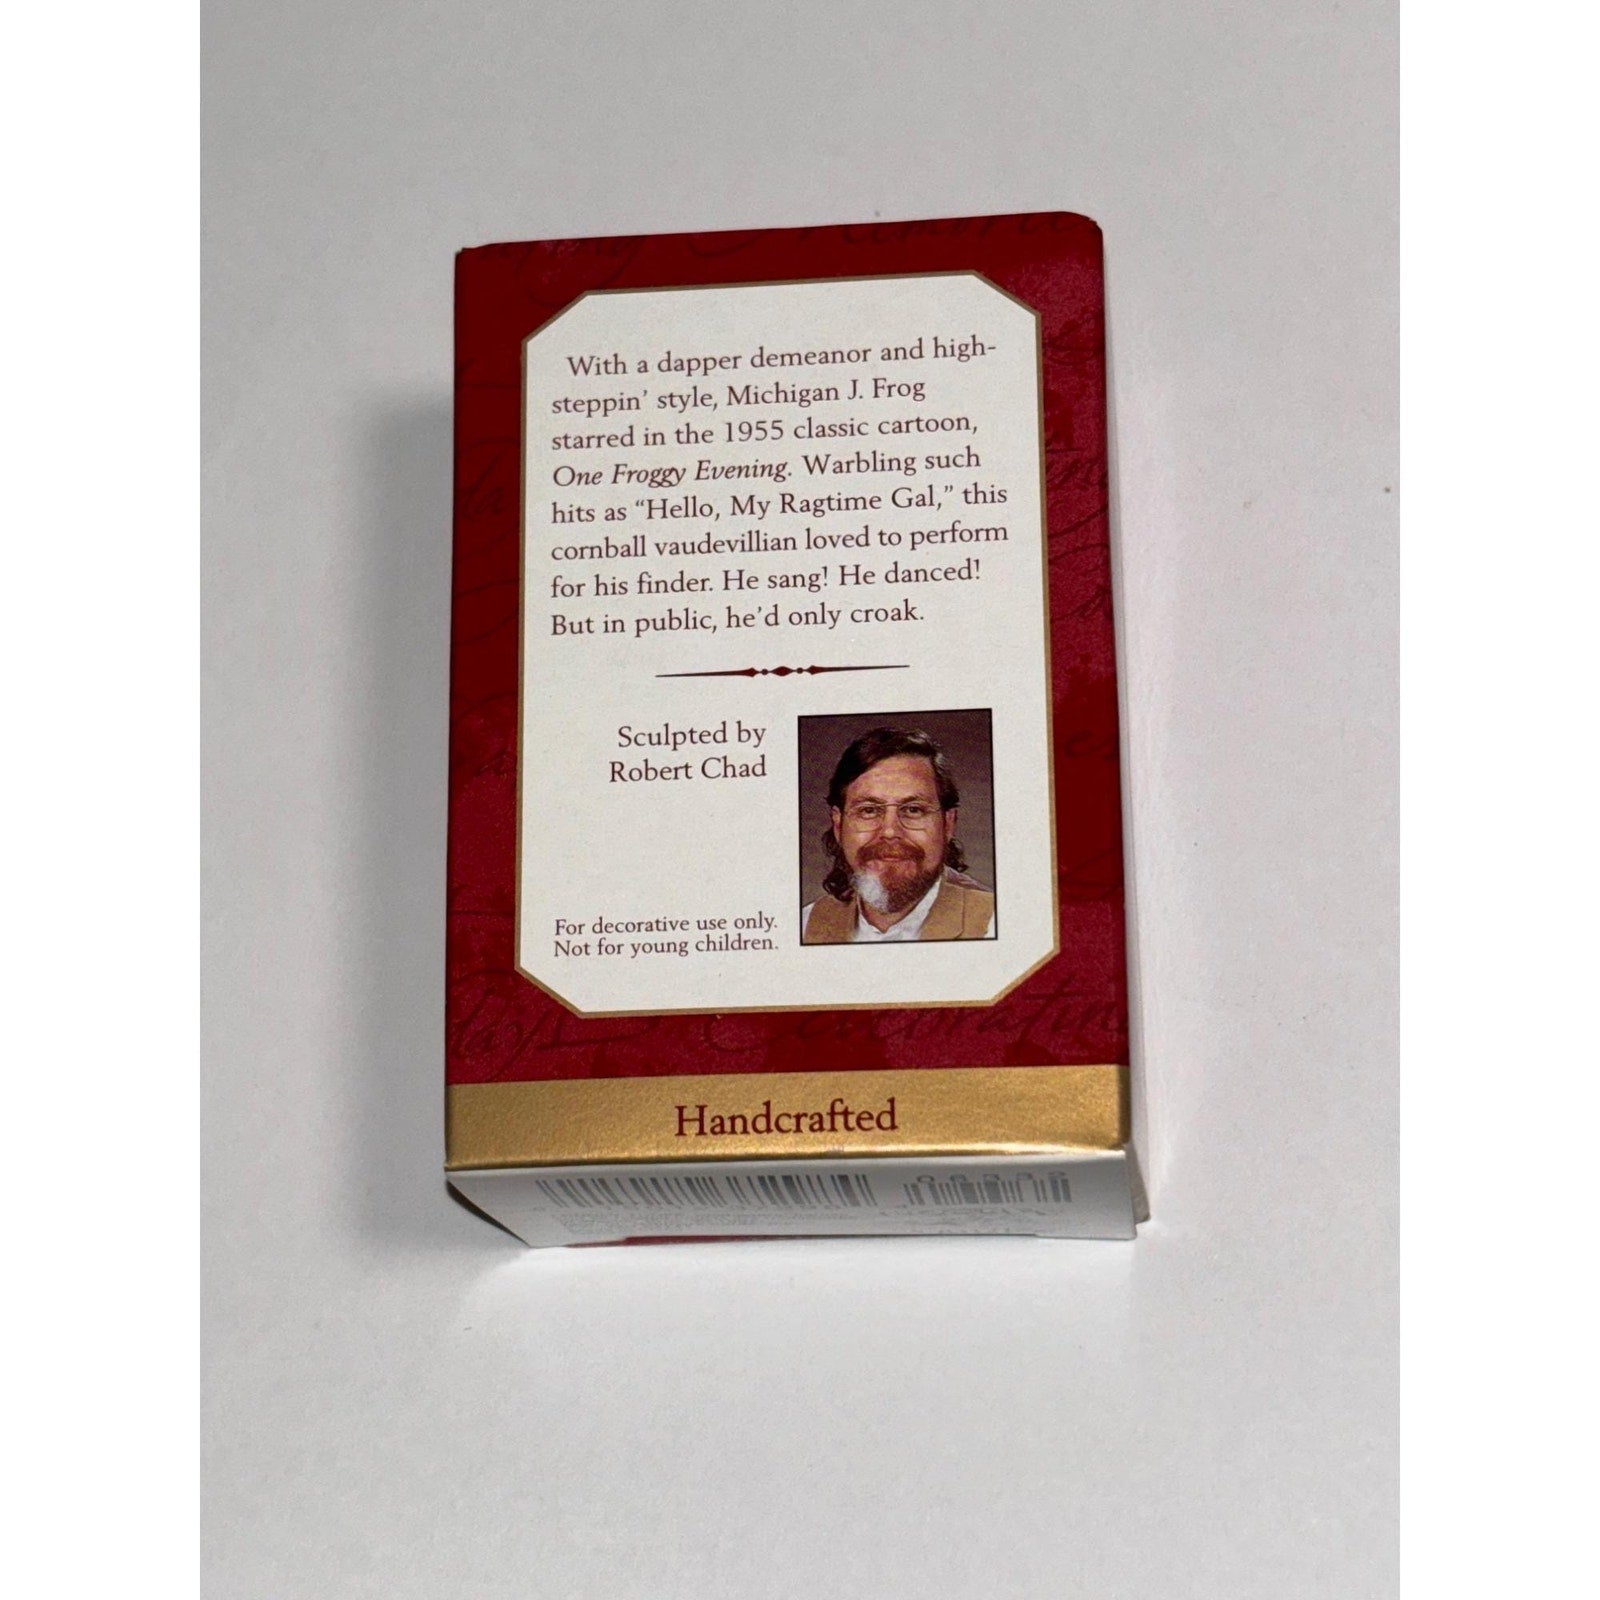 With a dapper demeanor and high-
steppin' style, Michigan J. Frog
starred in the 1955 classic cartoon,
One Froggy Evening. Warbling such
hits as “Hello, My Ragtime Gal,” this
cornball vaudevillian loved to perform
for his finder. He sang! He danced!
But in public, he'd only croak.
Sculpted by
Robert Chad
For decorative use only.
Not for young children.
Handcrafted